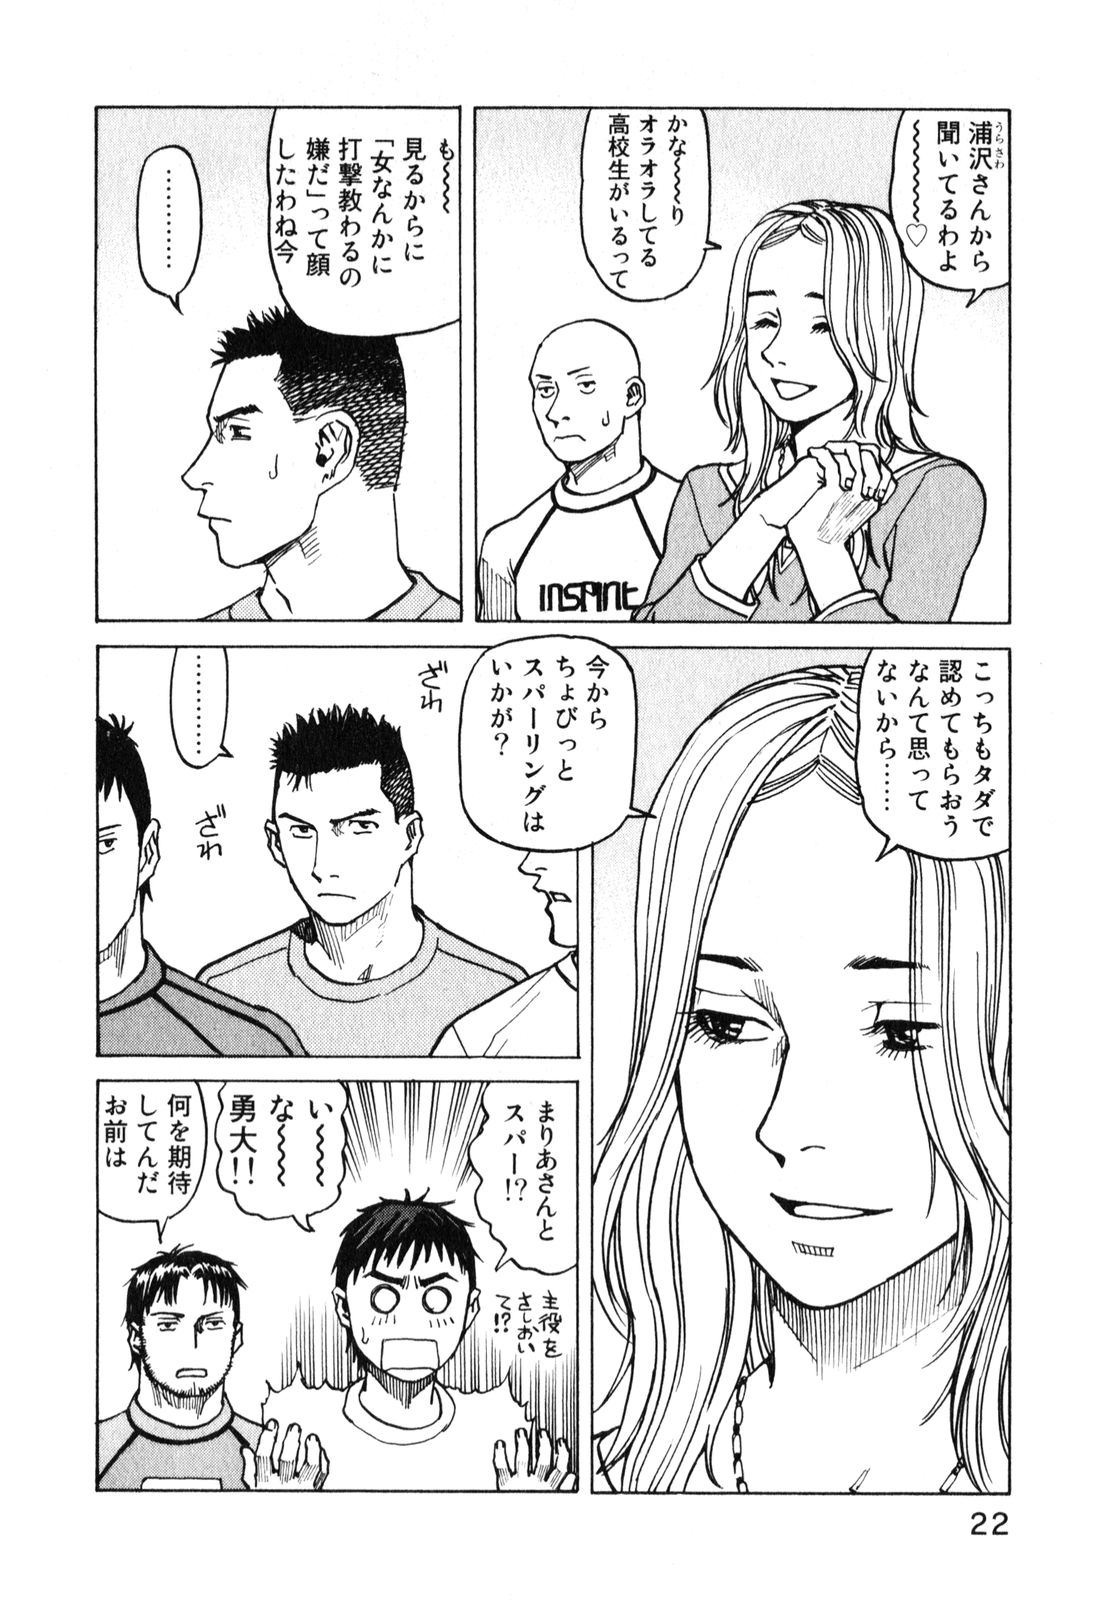 浦沢さんから
うらさわ
聞いてるわよ
〜〜〜〜♡
かな〜〜り
オラオラしてる
高校生がいるって
INSPINE
も〜〜〜
見るからに
「女なんかに
打撃教わるの
嫌だ」って顔
したわね今
………
こっちもタダで
認めてもらおう
なんて思って
ないから……
今から
ちょびっと
スパーリングは
いかが？
ざわ
………
ざわ
まりあさんと
スパー!?
い〜〜
な〜〜〜
勇大!!
主役を
さしおい
て!?
何を期待
してんだ
お前は
22